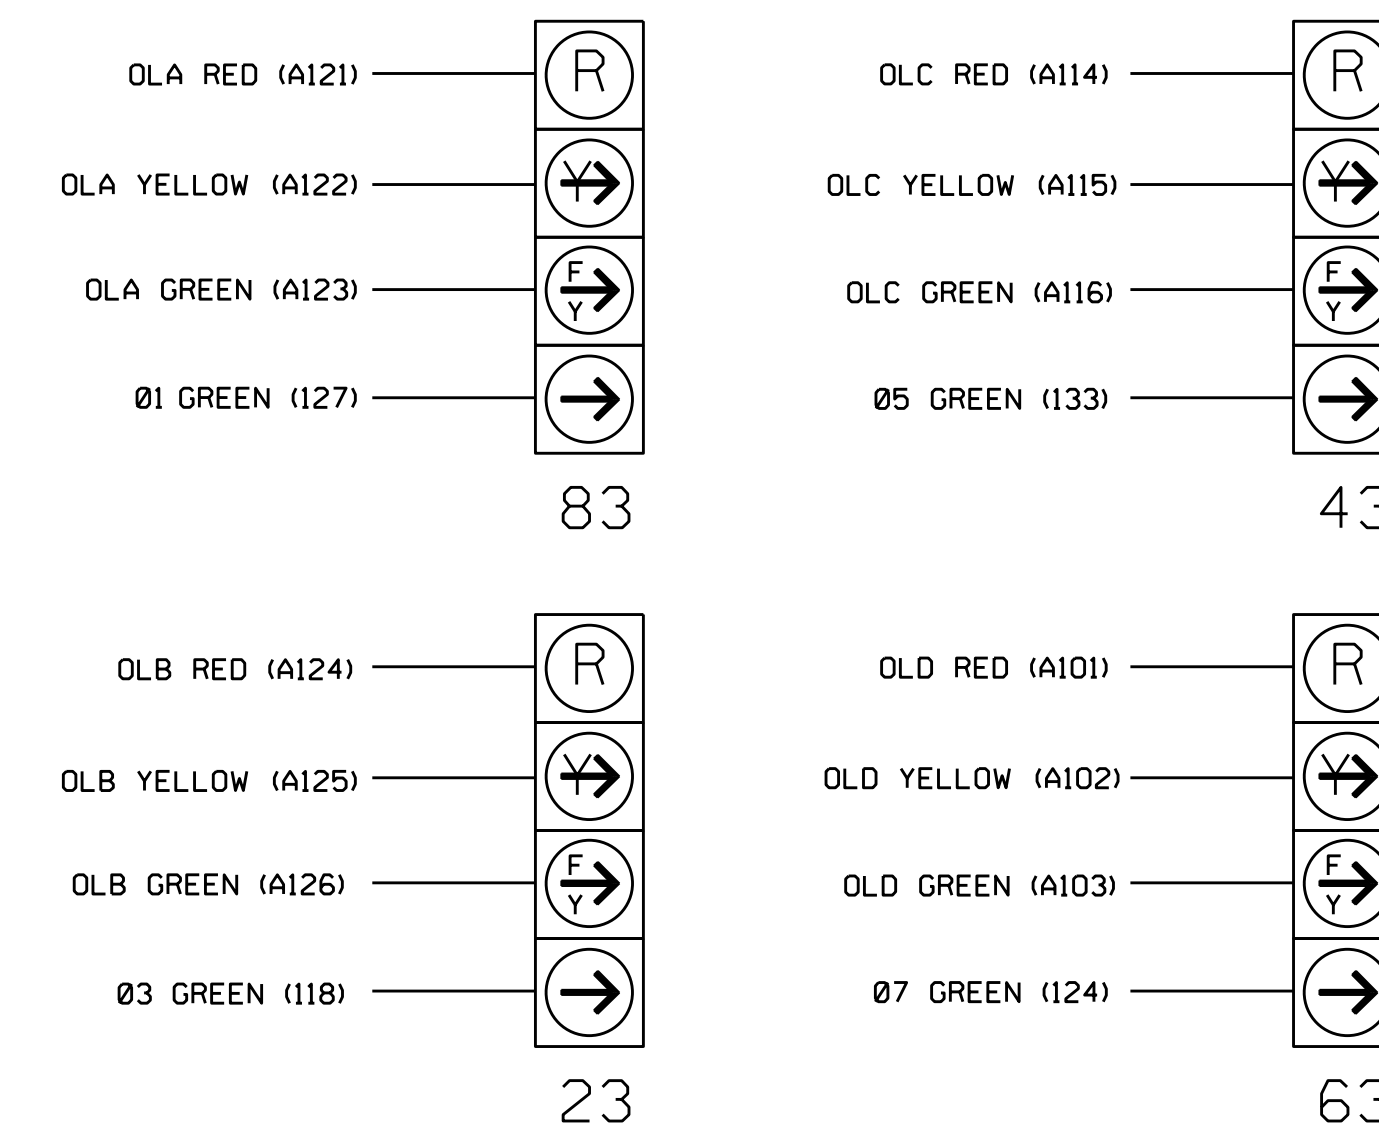 OLA RED (A121)
R
OLA YELLOW (A122)
Y
OLA GREEN (A123)
F
Y
Ø1 GREEN (127)
83
OLC RED (A114)
R
OLC YELLOW (A115)
Y
OLC GREEN (A116)
F
Y
Ø5 GREEN (133)
43
OLB RED (A124)
R
OLB YELLOW (A125)
Y
OLB GREEN (A126)
F
Y
Ø3 GREEN (118)
23
OLD RED (A101)
R
OLD YELLOW (A102)
Y
OLD GREEN (A103)
F
Y
Ø7 GREEN (124)
63